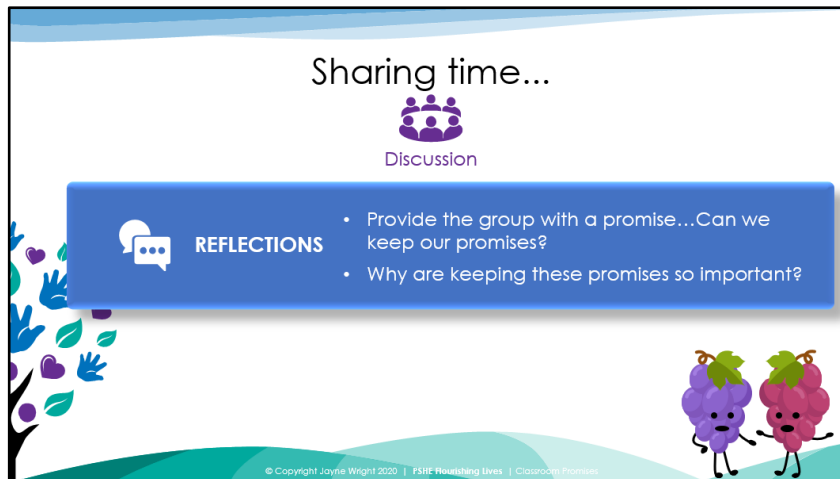 Sharing time...
Discussion
REFLECTIONS
• Provide the group with a promise...Can we
keep our promises?
• Why are keeping these promises so important?
© Copyright Jayne Wright 2020 | PSHE Flourishing Lives | Classroom Promises